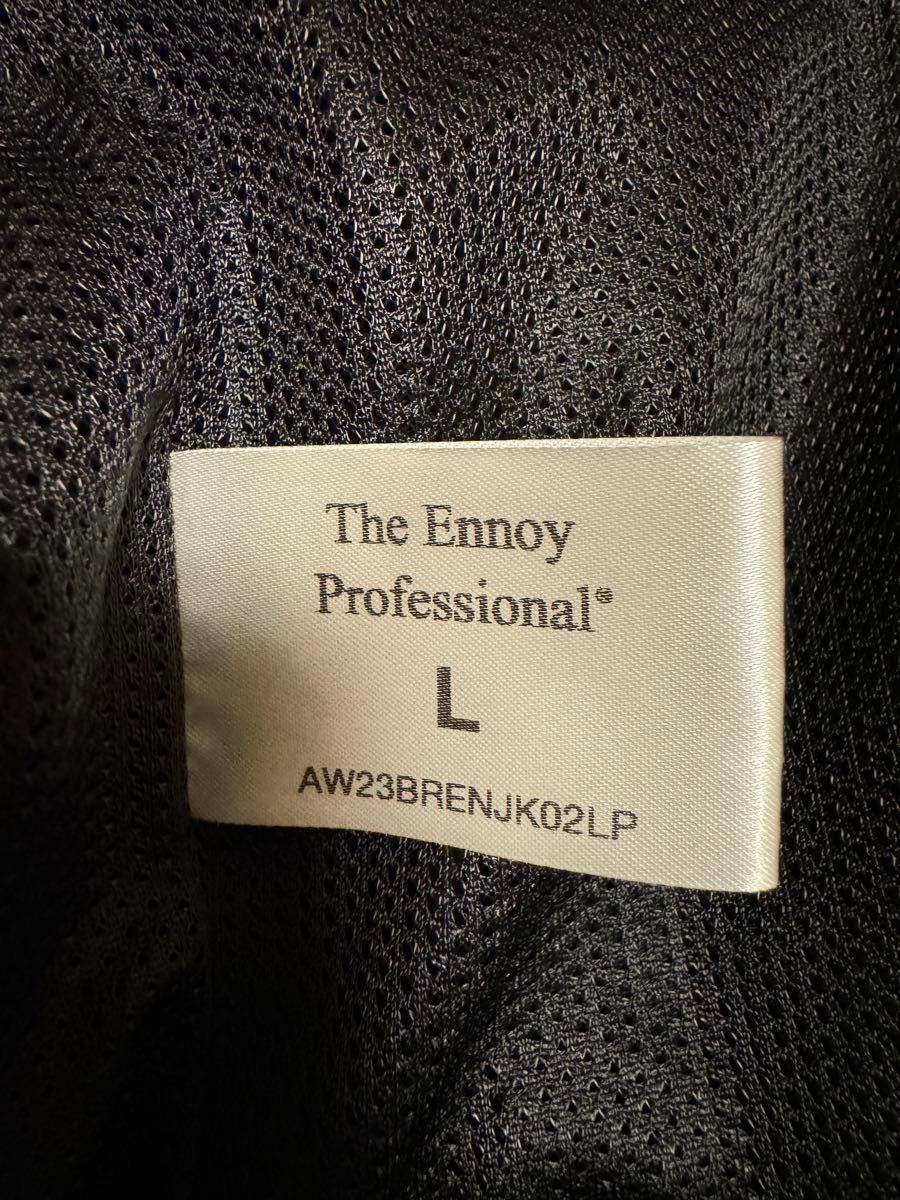 The Ennoy
Professional®
L
AW23BRENJK02LP